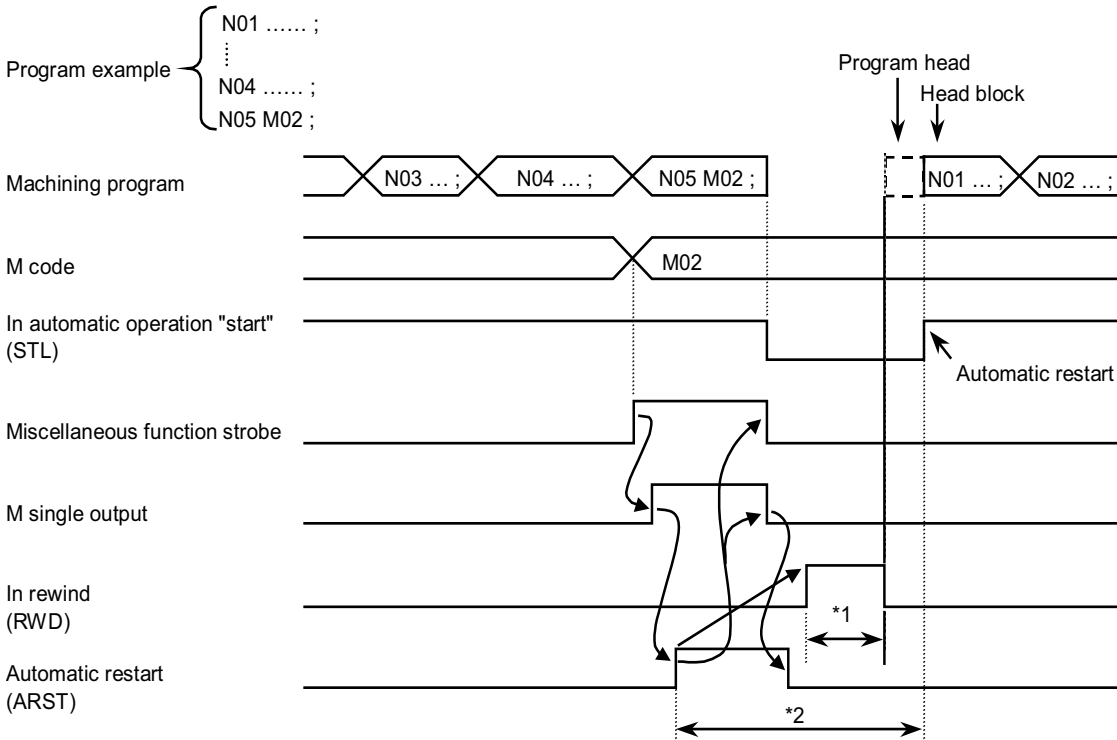 Program example
N01 …… ;
N04 …… ;
N05 M02 ;
Program head
Head block
Machining program
N03 … ;
N04 … ;
N05 M02 ;
N01 … ;
N02 … ;
M code
M02
In automatic operation "start"
(STL)
Automatic restart
Miscellaneous function strobe
M single output
In rewind
(RWD)
*1
Automatic restart
(ARST)
*2